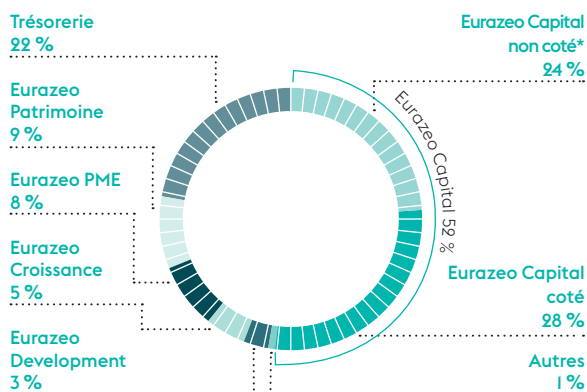 Trésorerie
22 %
Eurazeo
Patrimoine
9 %
Eurazeo PME
8 %
Eurazeo
Croissance
5 %
Eurazeo
Development
3 %
Eurazeo Capital
non coté*
24 %
Eurazeo Capital 52 %
Eurazeo Capital
coté
28 %
Autres
1 %